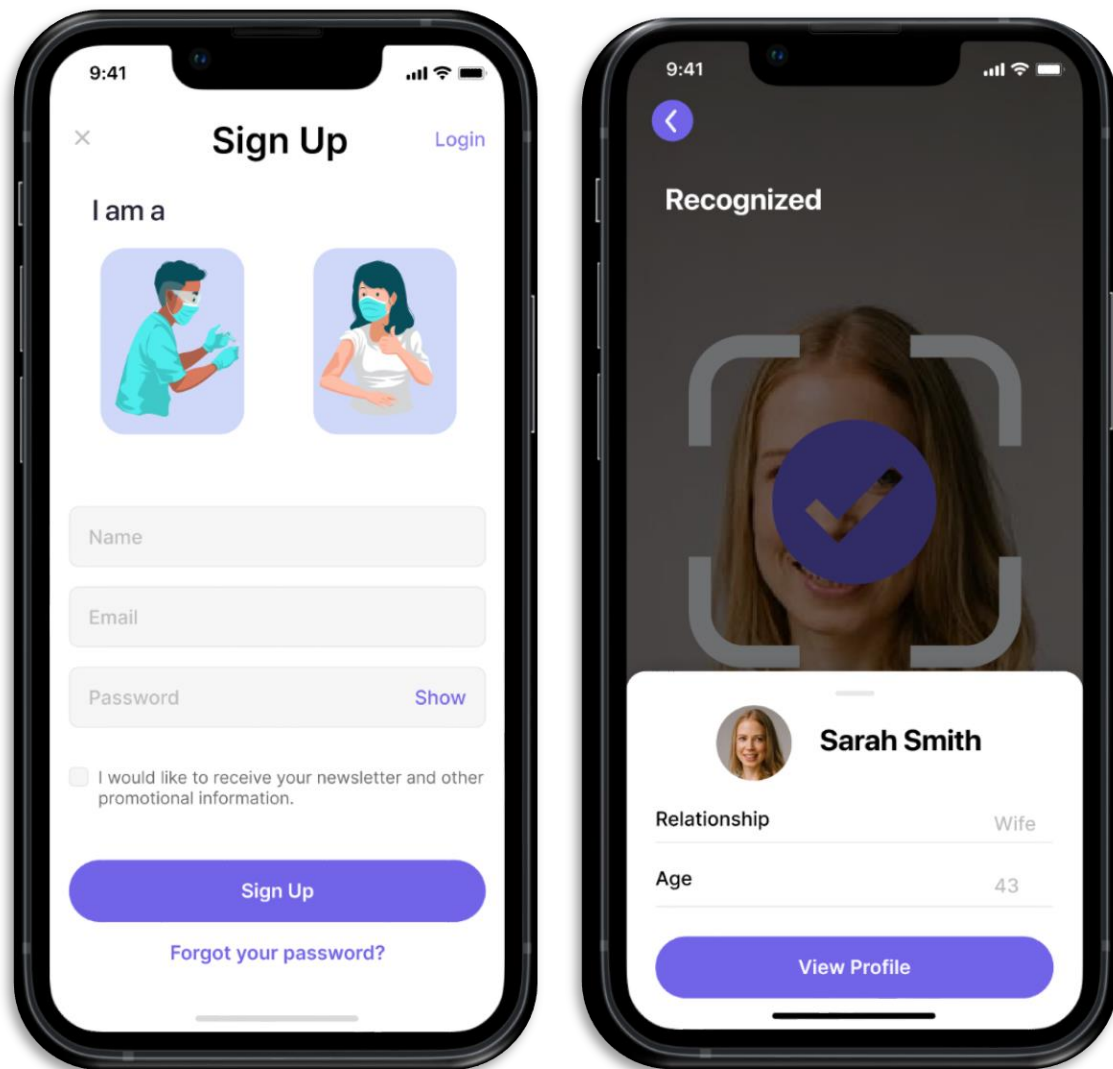 9:41
× Sign Up Login
I am a
Name
Email
Password Show
I would like to receive your newsletter and other
promotional information.
Sign Up
Forgot your password?
9:41
Recognized
Sarah Smith
Relationship Wife
Age 43
View Profile